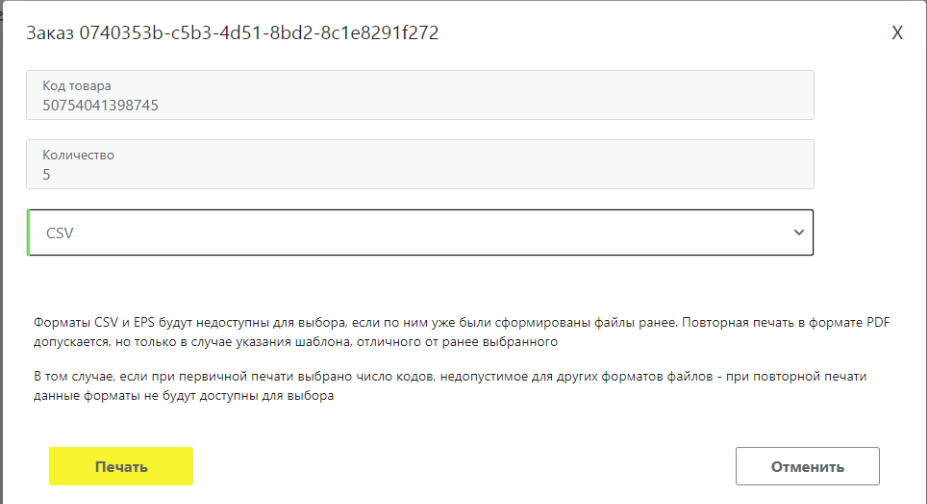 Заказ 0740353b-c5b3-4d51-8bd2-8c1e8291f272
X
Код товара
50754041398745
Количество
5
CSV
Форматы CSV и EPS будут недоступны для выбора, если по ним уже были сформированы файлы ранее. Повторная печать в формате PDF
допускается, но только в случае указания шаблона, отличного от ранее выбранного
В том случае, если при первичной печати выбрано число кодов, недопустимое для других форматов файлов - при повторной печати
данные форматы не будут доступны для выбора
Печать
Отменить